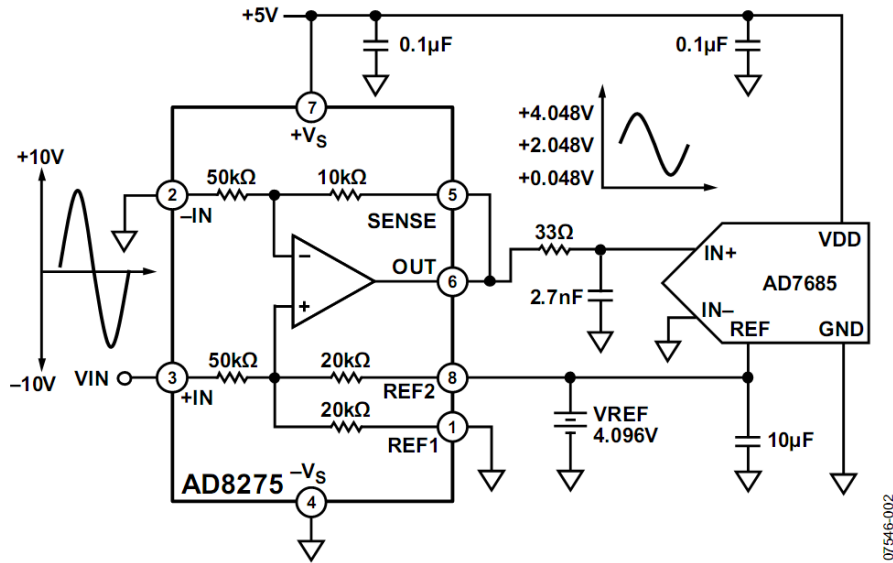 +5V
0.1µF
0.1µF
7
+VS
+4.048V
+2.048V
+0.048V
+10V
50kΩ
10kΩ
2
–IN
5
SENSE
33Ω
VDD
IN+
OUT
6
AD7685
2.7nF
IN–
REF
GND
–
+
50kΩ
20kΩ
–10V
VIN
3
+IN
8
REF2
20kΩ
VREF
4.096V
1
REF1
10µF
AD8275
–VS
4
07546-002